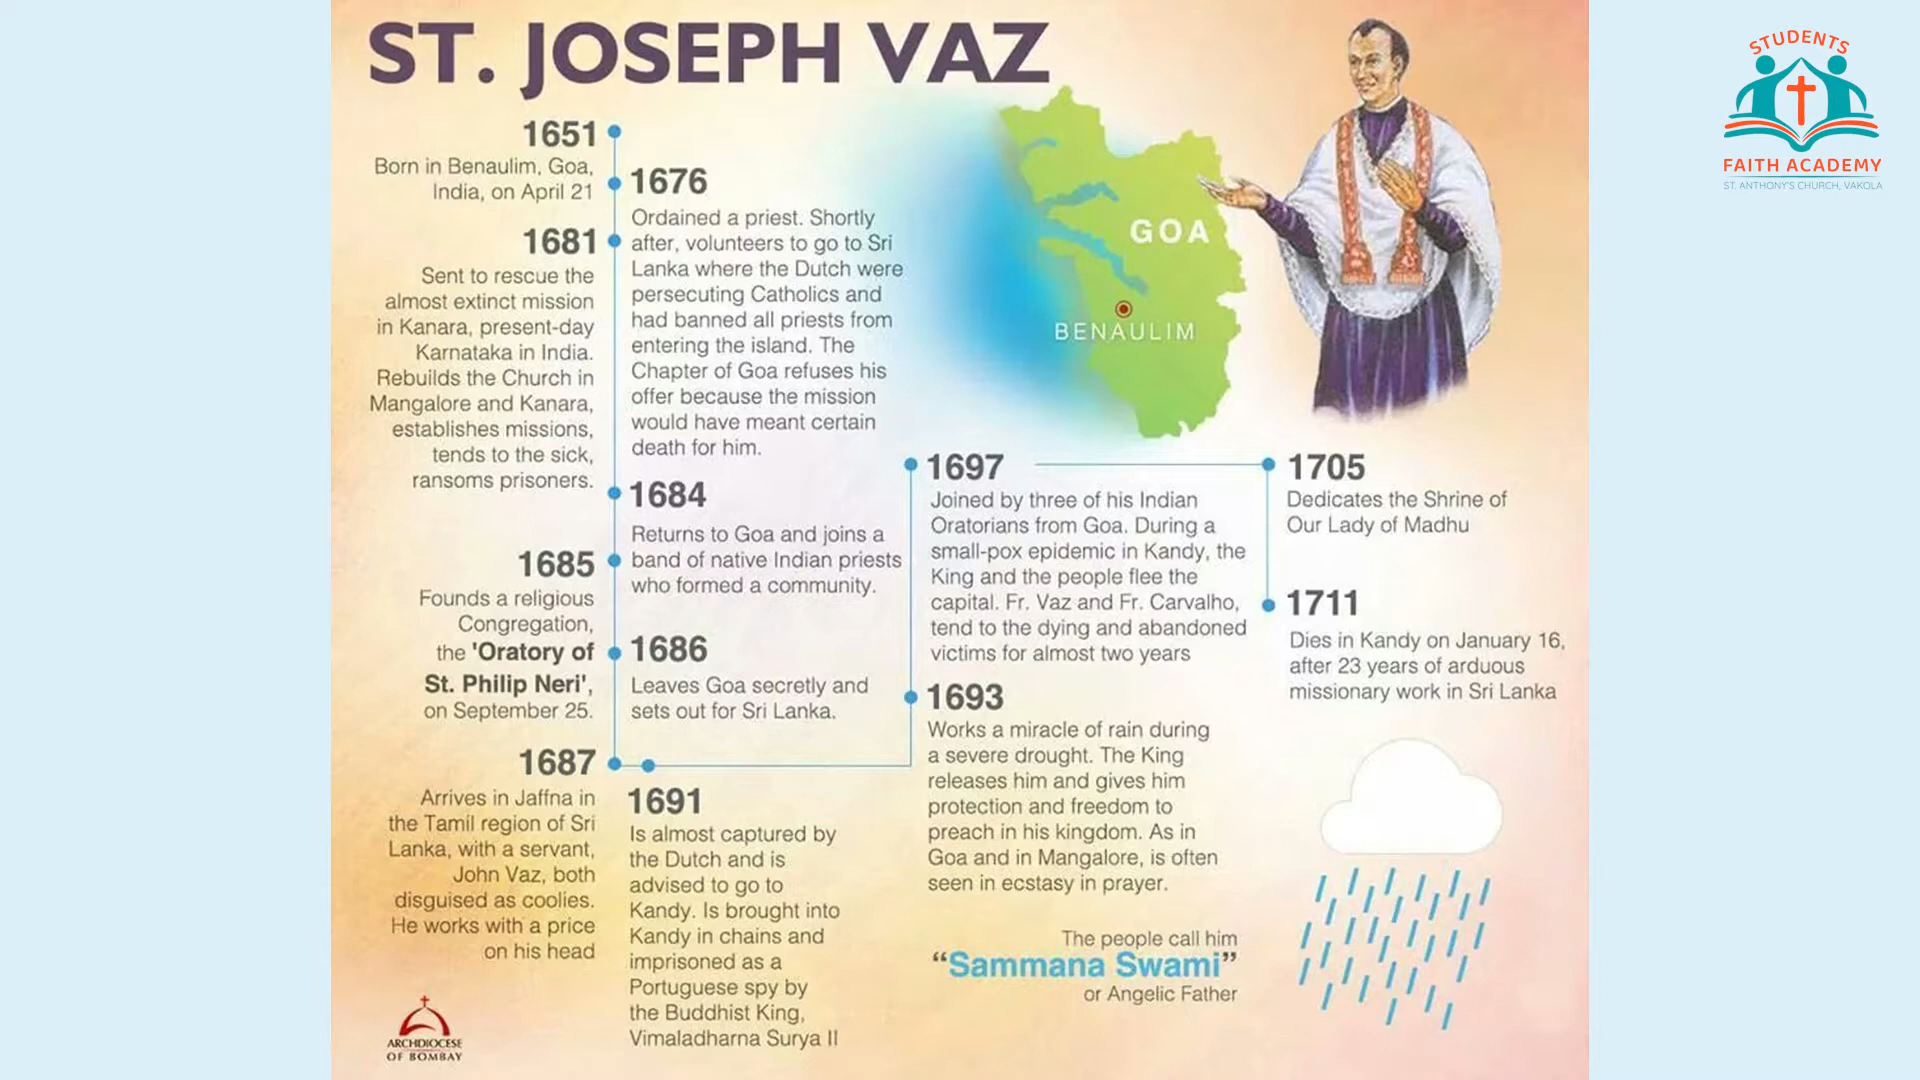 ST. JOSEPH VAZ
1651
Born in Benaulim, Goa,
India, on April 21
1676
Ordained a priest. Shortly
after, volunteers to go to Sri
Lanka where the Dutch were
persecuting Catholics and
had banned all priests from
entering the island. The
Chapter of Goa refuses his
offer because the mission
would have meant certain
death for him.
1681
Sent to rescue the
almost extinct mission
in Kanara, present-day
Karnataka in India.
Rebuilds the Church in
Mangalore and Kanara,
establishes missions,
tends to the sick,
ransoms prisoners.
1684
Returns to Goa and joins a
band of native Indian priests
who formed a community.
1685
Founds a religious
Congregation,
the 'Oratory of
St. Philip Neri',
on September 25.
1686
Leaves Goa secretly and
sets out for Sri Lanka.
1687
Arrives in Jaffna in
the Tamil region of Sri
Lanka, with a servant,
John Vaz, both
disguised as coolies.
He works with a price
on his head
1691
Is almost captured by
the Dutch and is
advised to go to
Kandy. Is brought into
Kandy in chains and
imprisoned as a
Portuguese spy by
the Buddhist King,
Vimaladharna Surya II
1697
Joined by three of his Indian
Oratorians from Goa. During a
small-pox epidemic in Kandy, the
King and the people flee the
capital. Fr. Vaz and Fr. Carvalho,
tend to the dying and abandoned
victims for almost two years
1693
Works a miracle of rain during
a severe drought. The King
releases him and gives him
protection and freedom to
preach in his kingdom. As in
Goa and in Mangalore, is often
seen in ecstasy in prayer.
1705
Dedicates the Shrine of
Our Lady of Madhu
1711
Dies in Kandy on January 16,
after 23 years of arduous
missionary work in Sri Lanka
The people call him
“Sammana Swami”
or Angelic Father
GOA
BENAULIM
ARCHDIOCESE
OF BOMBAY
STUDENTS
FAITH ACADEMY
ST. ANTHONY'S CHURCH, VAKOLA